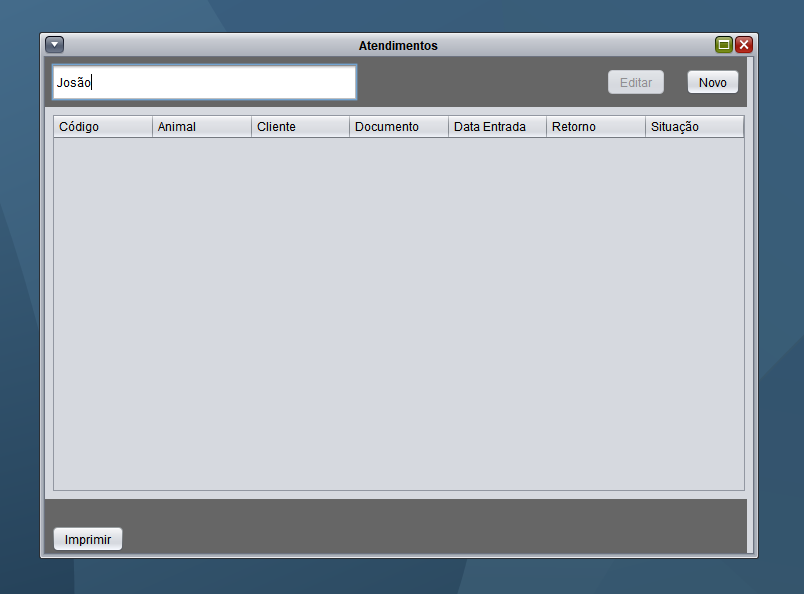 Atendimentos
Josão
Editar
Novo
Código Animal Cliente Documento Data Entrada Retorno Situação
Imprimir